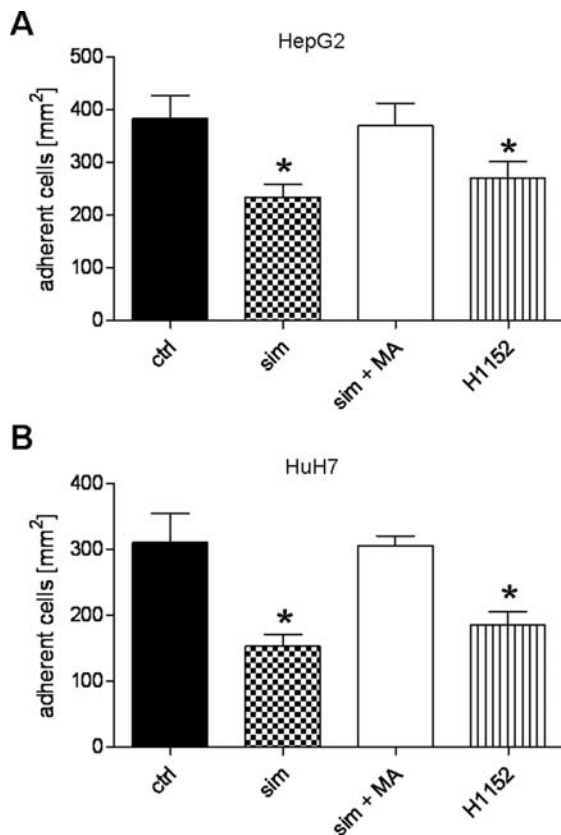 A
HepG2
adherent cells [mm²]
500
400
300
200
100
0
*
*
ctrl
sim
sim + MA
H1152
B
HuH7
adherent cells [mm²]
400
300
200
100
0
*
*
ctrl
sim
sim + MA
H1152